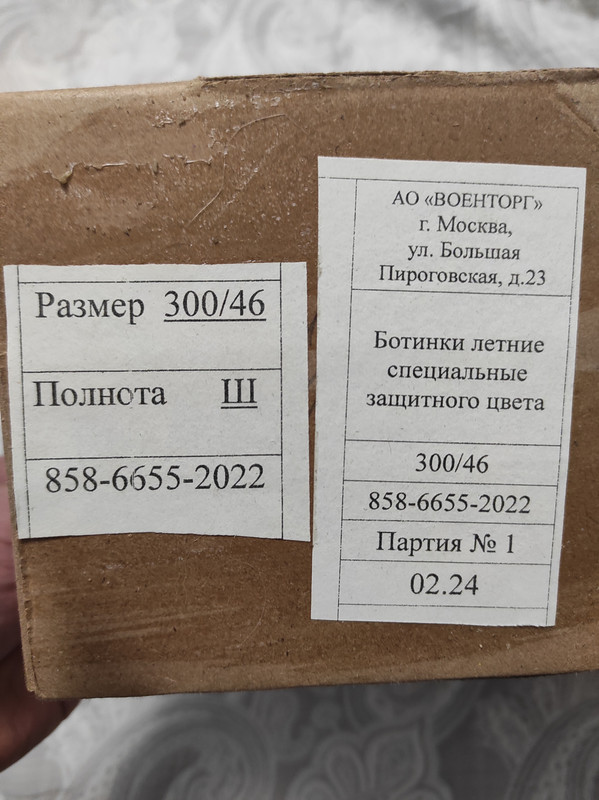 Размер 300/46
Полнота Ш
858-6655-2022
АО «ВОЕНТОРГ»
г. Москва,
ул. Большая
Пироговская, д.23
Ботинки летние
специальные
защитного цвета
300/46
858-6655-2022
Партия № 1
02.24